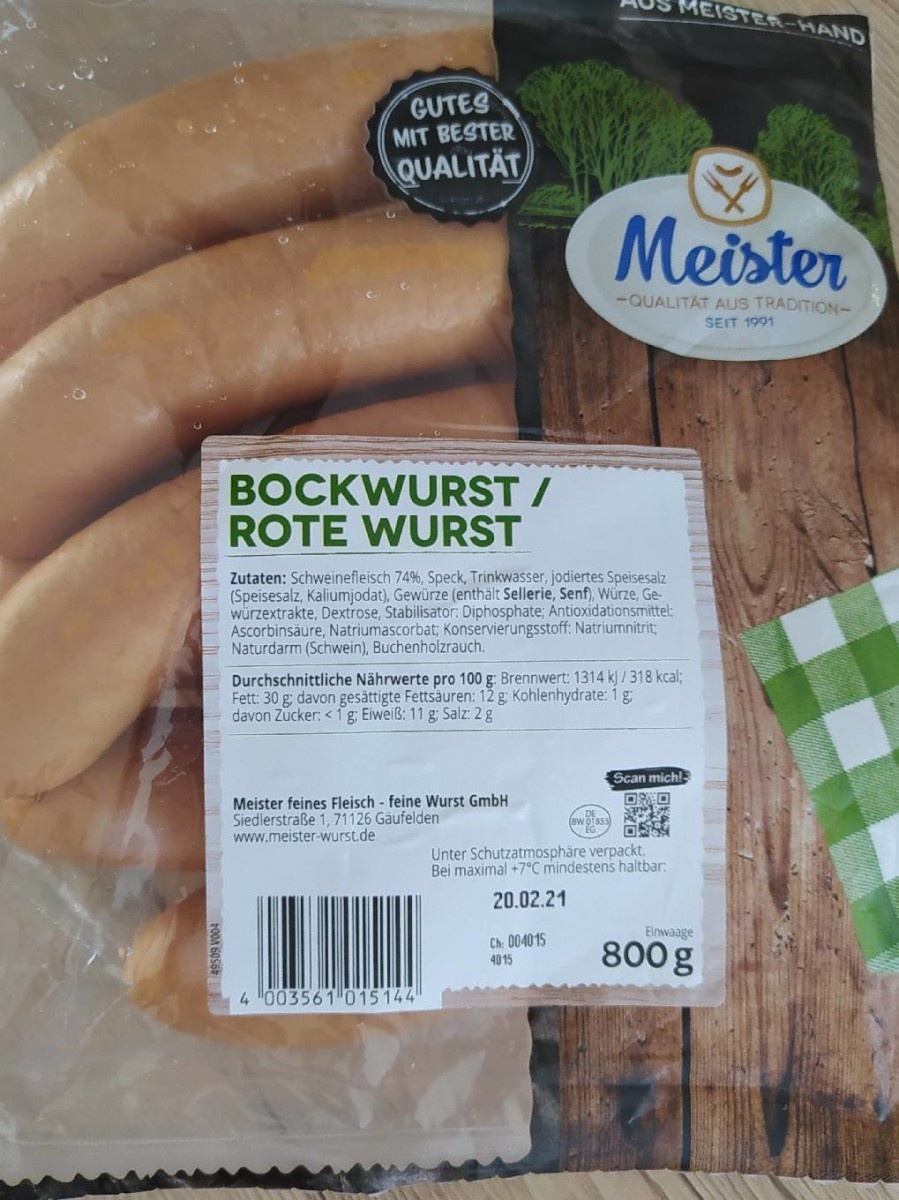 AUS MEISTER-HAND
GUTES
MIT BESTER
QUALITÄT
Meister
-QUALITÄT AUS TRADITION-
SEIT 1991
BOCKWURST /
ROTE WURST
Zutaten: Schweinefleisch 74%, Speck, Trinkwasser, jodiertes Speisesalz
(Speisesalz, Kaliumjodat), Gewürze (enthält Sellerie, Senf), Würze, Ge-
würzextrakte, Dextrose, Stabilisator: Diphosphate; Antioxidationsmittel:
Ascorbinsäure, Natriumascorbat; Konservierungsstoff: Natriumnitrit;
Naturdarm (Schwein), Buchenholzrauch.
Durchschnittliche Nährwerte pro 100 g: Brennwert: 1314 kJ / 318 kcal;
Fett: 30 g; davon gesättigte Fettsäuren: 12 g; Kohlenhydrate: 1 g;
davon Zucker: < 1 g; Eiweiß: 11 g; Salz: 2 g
Scan mich!
Meister feines Fleisch - feine Wurst GmbH
Siedlerstraße 1, 71126 Gäufelden
www.meister-wurst.de
DE
BW 01855
EG
Unter Schutzatmosphäre verpackt.
Bei maximal +7°C mindestens haltbar:
20.02.21
Ch: 004015
4015
Einwaage
800 g
49509 V004
4 003561 015144